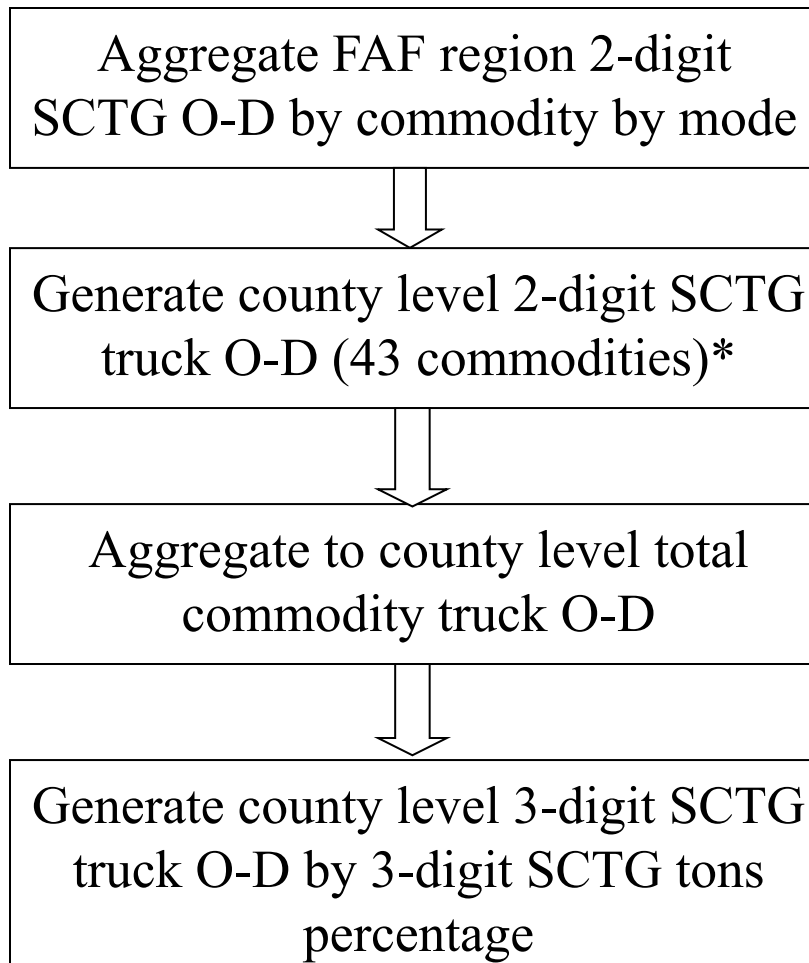 Aggregate FAF region 2-digit
SCTG O-D by commodity by mode
Generate county level 2-digit SCTG
truck O-D (43 commodities)*
Aggregate to county level total
commodity truck O-D
Generate county level 3-digit SCTG
truck O-D by 3-digit SCTG tons
percentage